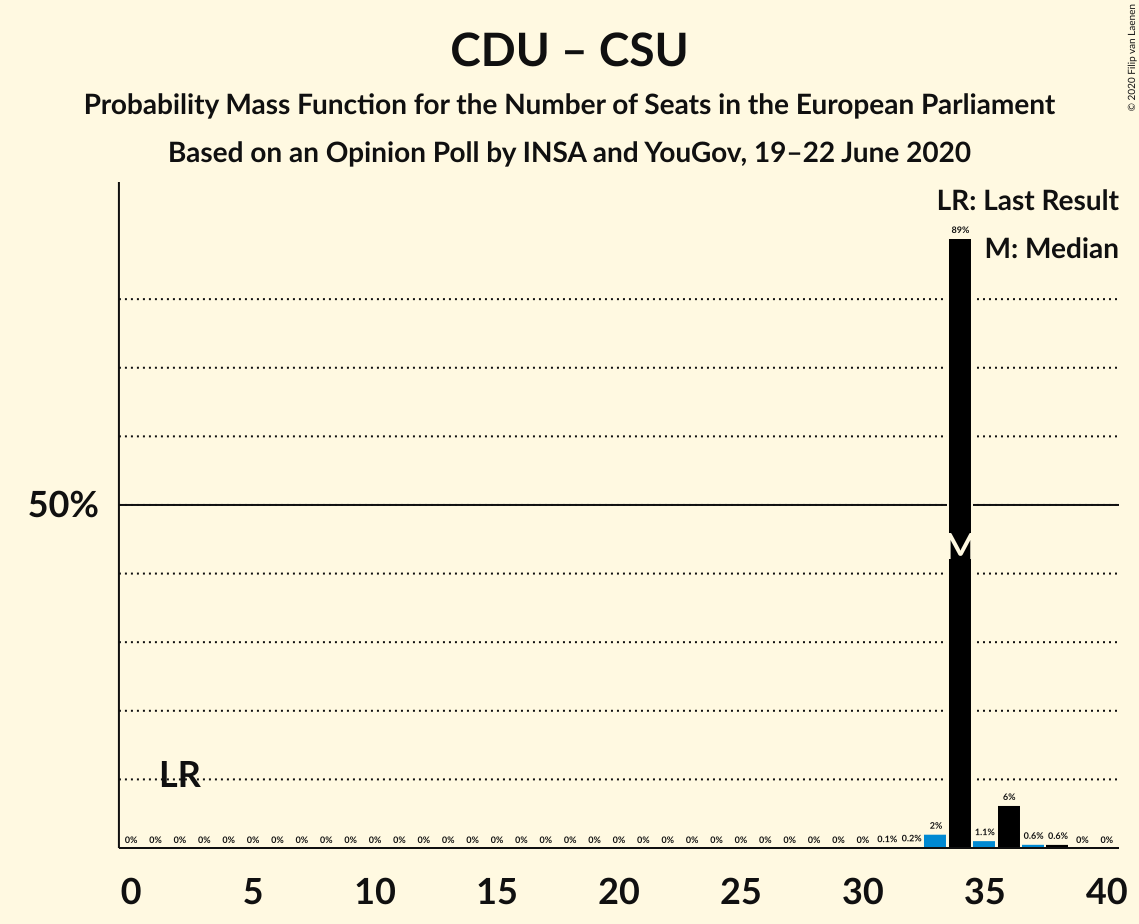 CDU – CSU
Probability Mass Function for the Number of Seats in the European Parliament
Based on an Opinion Poll by INSA and YouGov, 19–22 June 2020
© 2020 Filip van Laenen
LR: Last Result
M: Median
89%
50%
M
LR
0% 0% 0% 0% 0% 0% 0% 0% 0% 0% 0% 0% 0% 0% 0% 0% 0% 0% 0% 0% 0% 0% 0% 0% 0% 0% 0% 0% 0% 0% 0% 0.1% 0.2% 2% 1.1% 6% 0.6% 0.6% 0% 0%
0 5 10 15 20 25 30 35 40